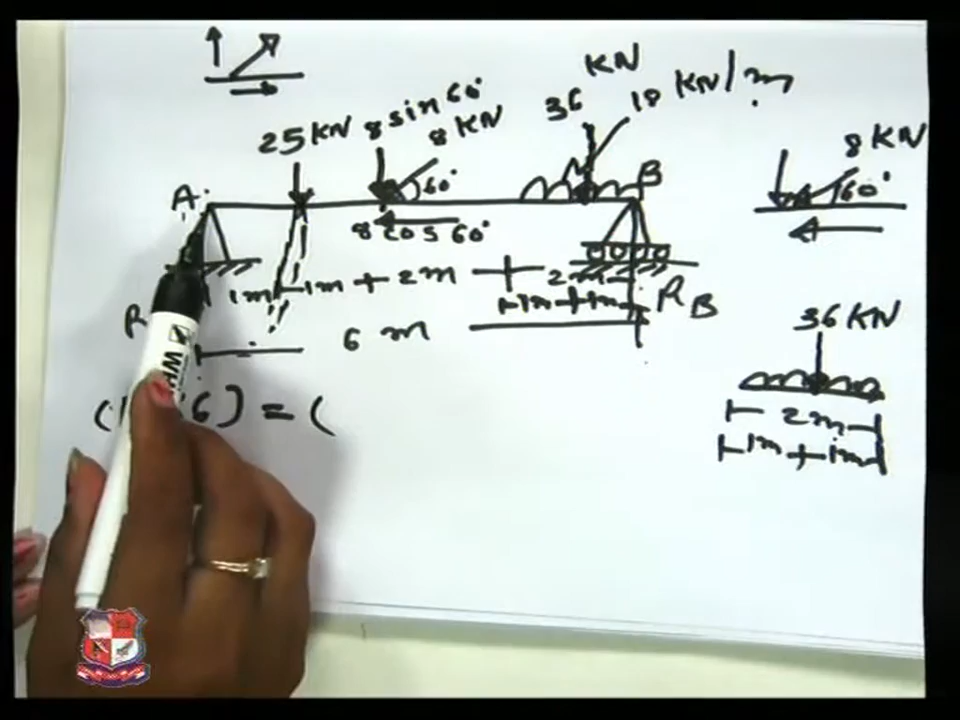 KN
36
18 KN/m
25 KN
8 sin 60°
8 KN
60°
A
B
8 cos 60°
8 KN
60°
1m 1m + 2m 2m
1m + 1m
R
R B
6 m
36 KN
2m
1m + 1m
6) = (